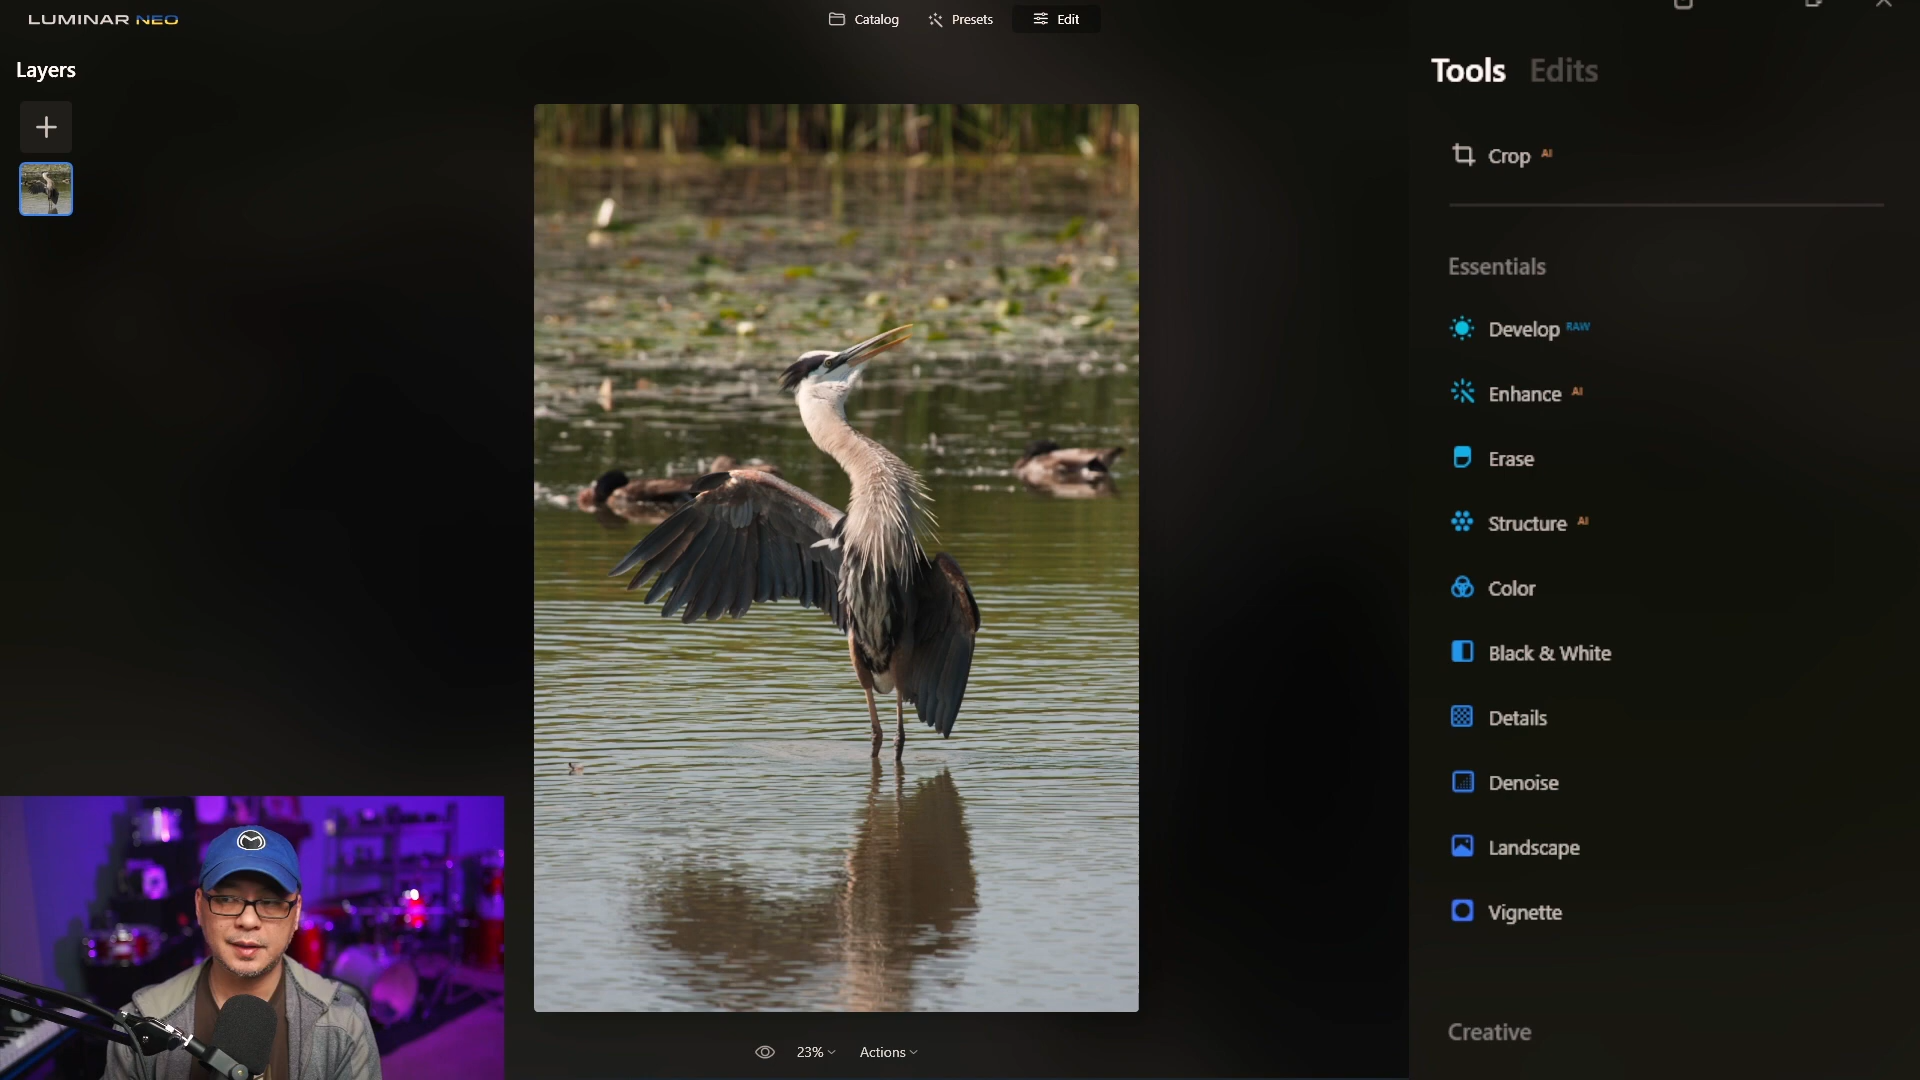 LUMINAR NEO
Catalog
Presets
Edit
Layers
Tools Edits
Crop AI
Essentials
Develop RAW
Enhance AI
Erase
Structure AI
Color
Black & White
Details
Denoise
Landscape
Vignette
Creative
23%
Actions